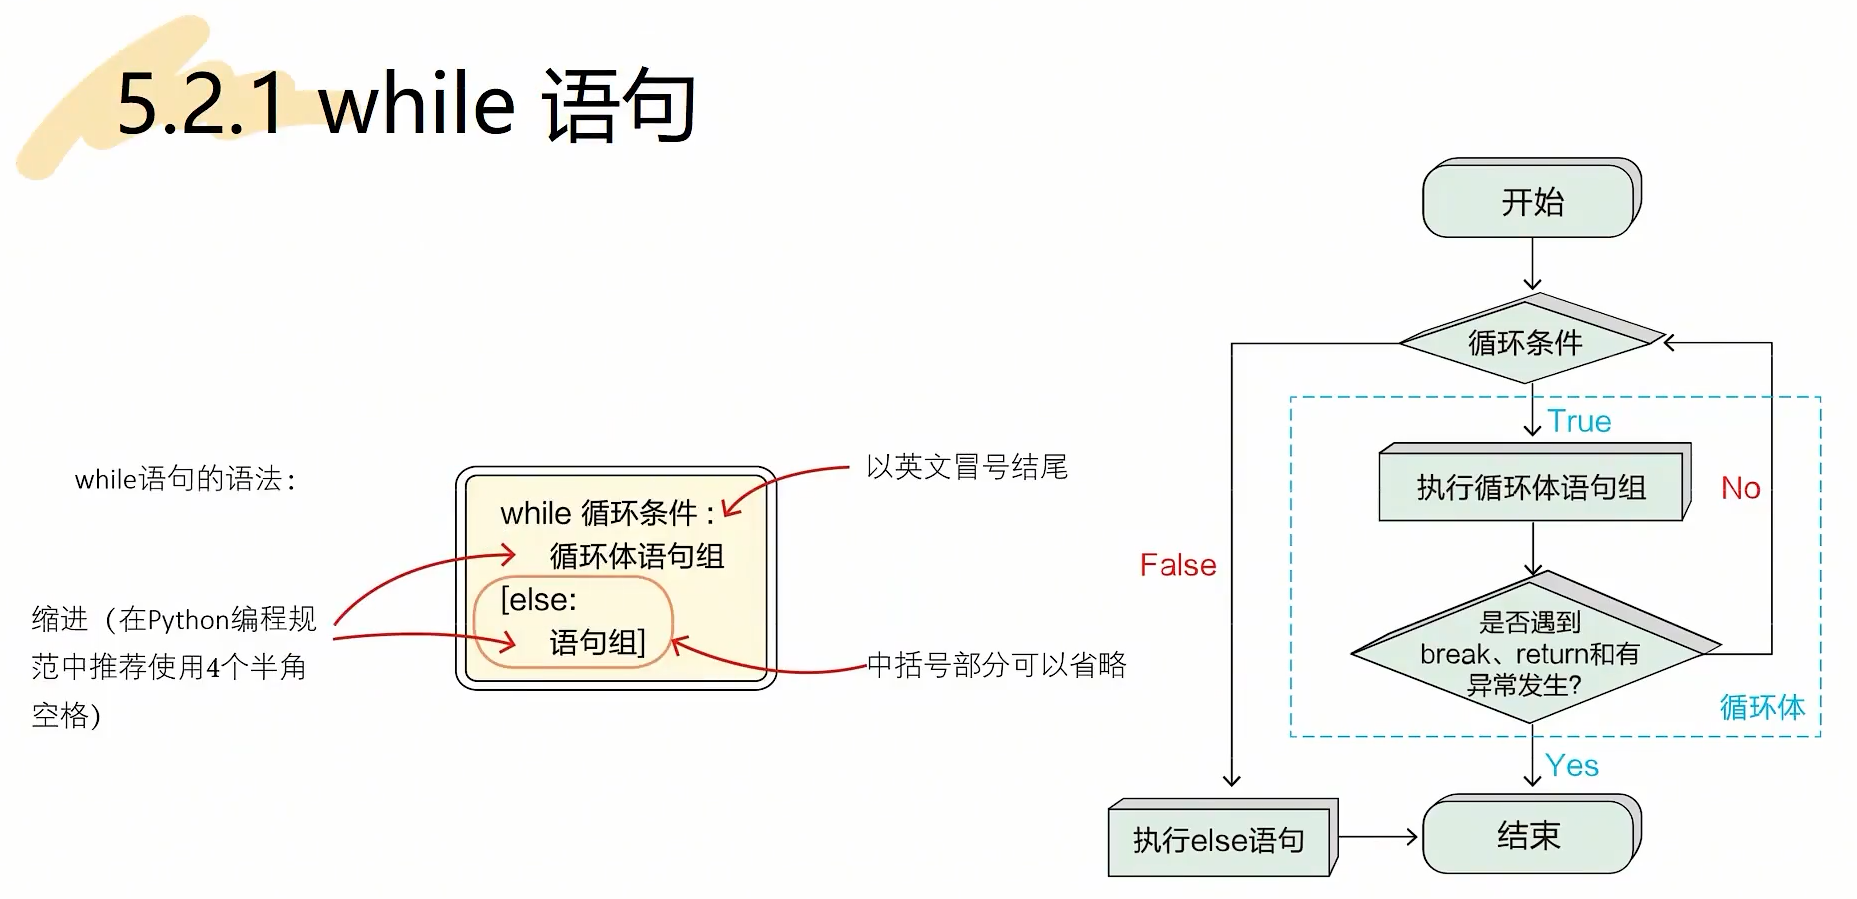 5.2.1 while 语句
while语句的语法：
while 循环条件 :
循环体语句组
[else:
语句组]
以英文冒号结尾
缩进（在Python编程规
范中推荐使用4个半角
空格）
中括号部分可以省略
开始
循环条件
True
执行循环体语句组
No
False
是否遇到
break、return和有
异常发生?
循环体
Yes
执行else语句
结束